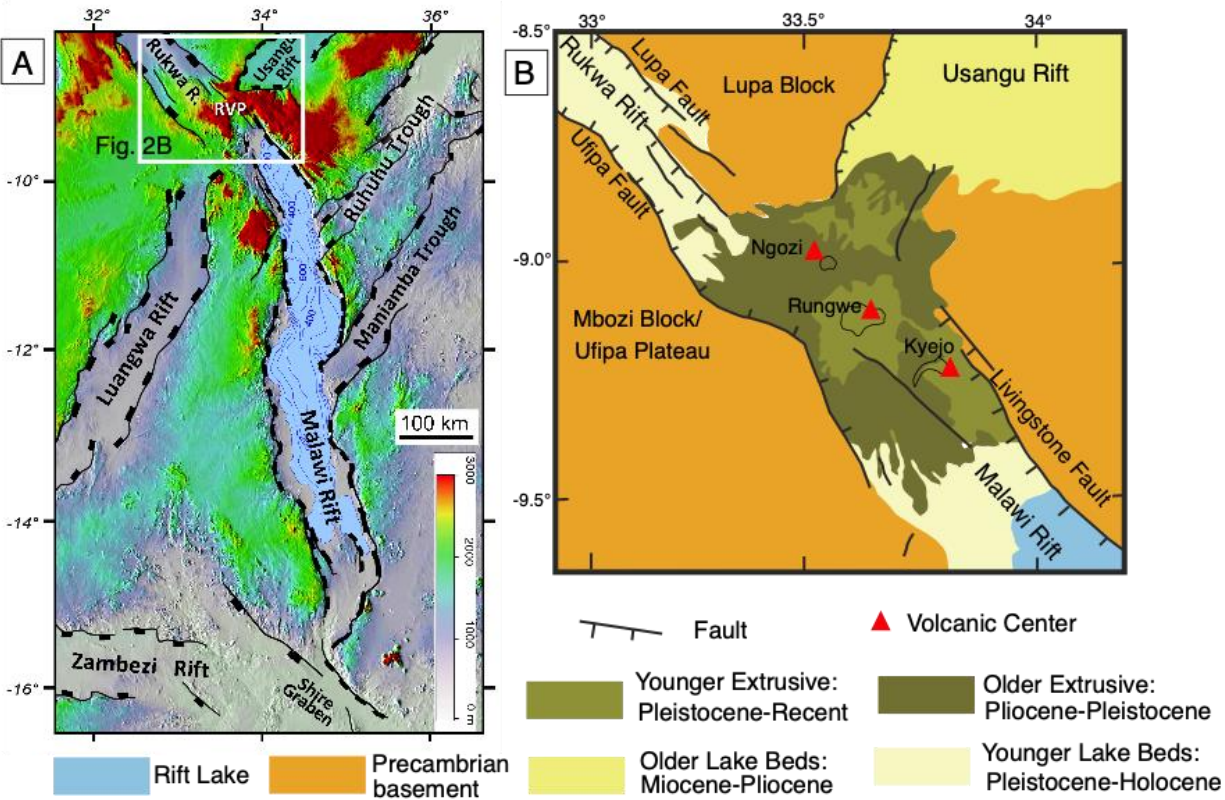 32°
34°
36°
A
Rukwa R.
Usangu
Rift
RVP
Fig. 2B
-10°
-12°
-14°
-16°
400
600
400
Ruhuhu Trough
Maniamba Trough
Luangwa Rift
Malawi Rift
100 km
3000
2000
1000
0 m
Zambezi Rift
Shire
Graben
B
33°
33.5°
34°
-8.5°
-9.0°
-9.5°
Rukwa Rift
Lupa Fault
Ufipa Fault
Lupa Block
Usangu Rift
Ngozi
Rungwe
Kyejo
Mbozi Block/
Ufipa Plateau
Livingstone Fault
Malawi Rift
Fault
Volcanic Center
Younger Extrusive:
Pleistocene-Recent
Older Extrusive:
Pliocene-Pleistocene
Rift Lake
Precambrian
basement
Older Lake Beds:
Miocene-Pliocene
Younger Lake Beds:
Pleistocene-Holocene